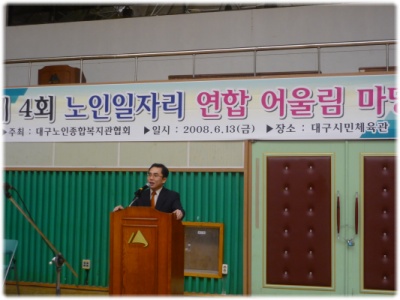 제 4회 노인일자리 연합 어울림 마당
▶주최 : 대구노인종합복지관협회 ▶일시 : 2008.6.13(금) ▶장소 : 대구시민체육관